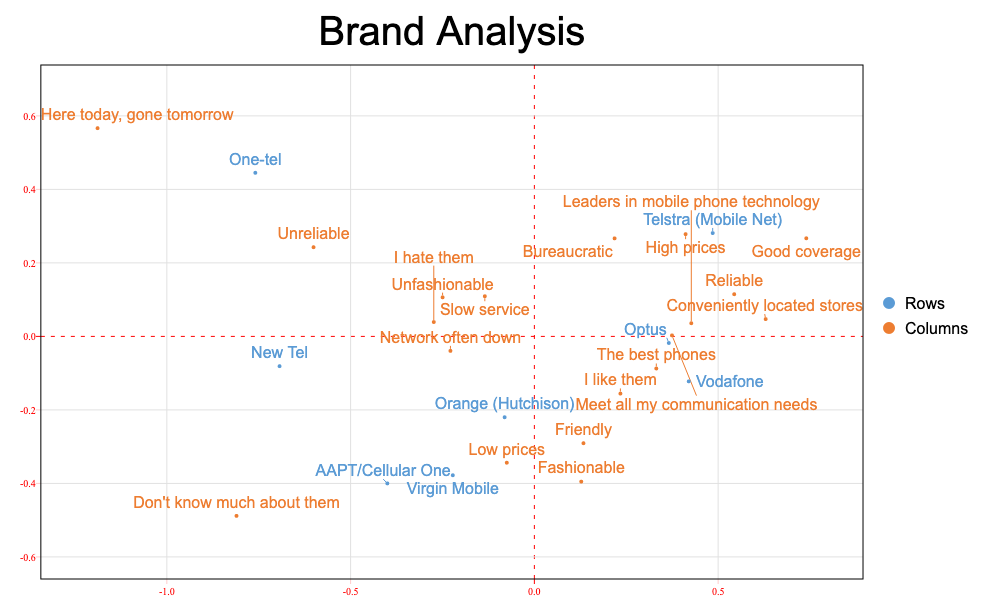 Brand Analysis
0.6
Here today, gone tomorrow
One-tel
0.4
Leaders in mobile phone technology
Telstra (Mobile Net)
Unreliable
High prices
I hate them
Bureaucratic
Good coverage
0.2
Unfashionable
Reliable
Slow service
Conveniently located stores
Rows
Columns
0.0
Network often down
Optus
New Tel
The best phones
I like them
Vodafone
-0.2
Orange (Hutchison)
Meet all my communication needs
Friendly
Low prices
AAPT/Cellular One
Fashionable
-0.4
Virgin Mobile
Don't know much about them
-0.6
-1.0
-0.5
0.0
0.5